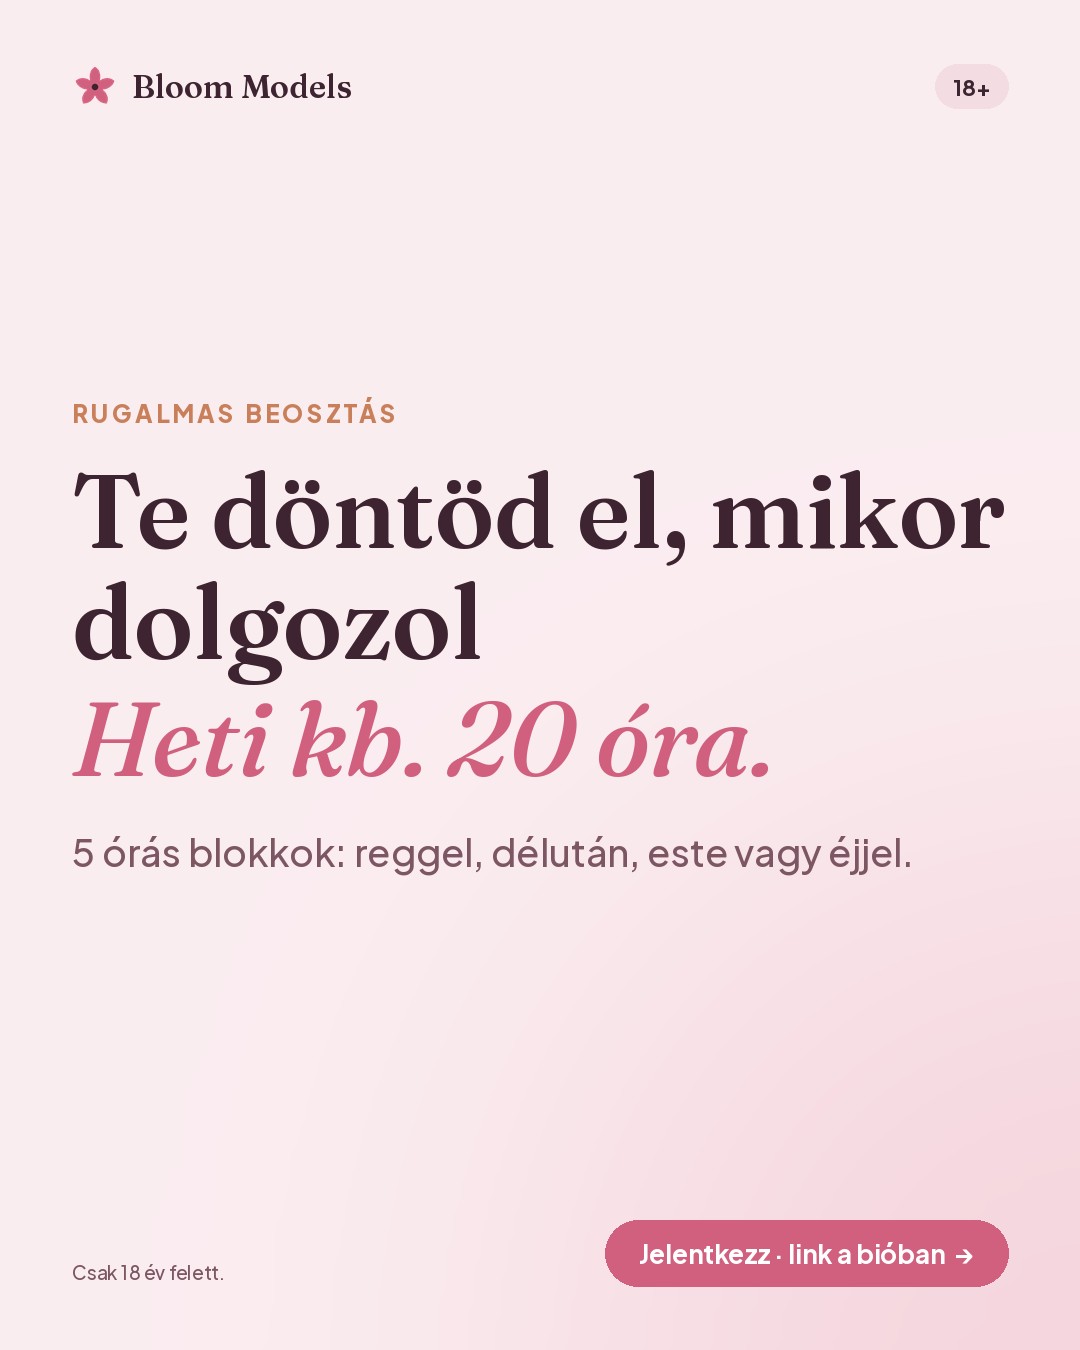 Bloom Models
18+
RUGALMAS BEOSZTÁS
Te döntöd el, mikor
dolgozol
Heti kb. 20 óra.
5 órás blokkok: reggel, délután, este vagy éjjel.
Csak 18 év felett.
Jelentkezz · link a bióban →